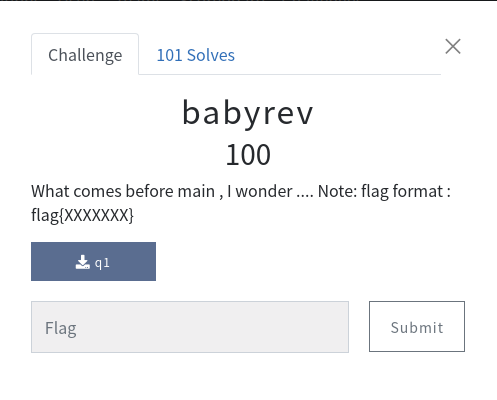 Challenge
101 Solves
babyrev
100
What comes before main , I wonder .... Note: flag format :
flag{XXXXXXX}
q1
Flag
Submit